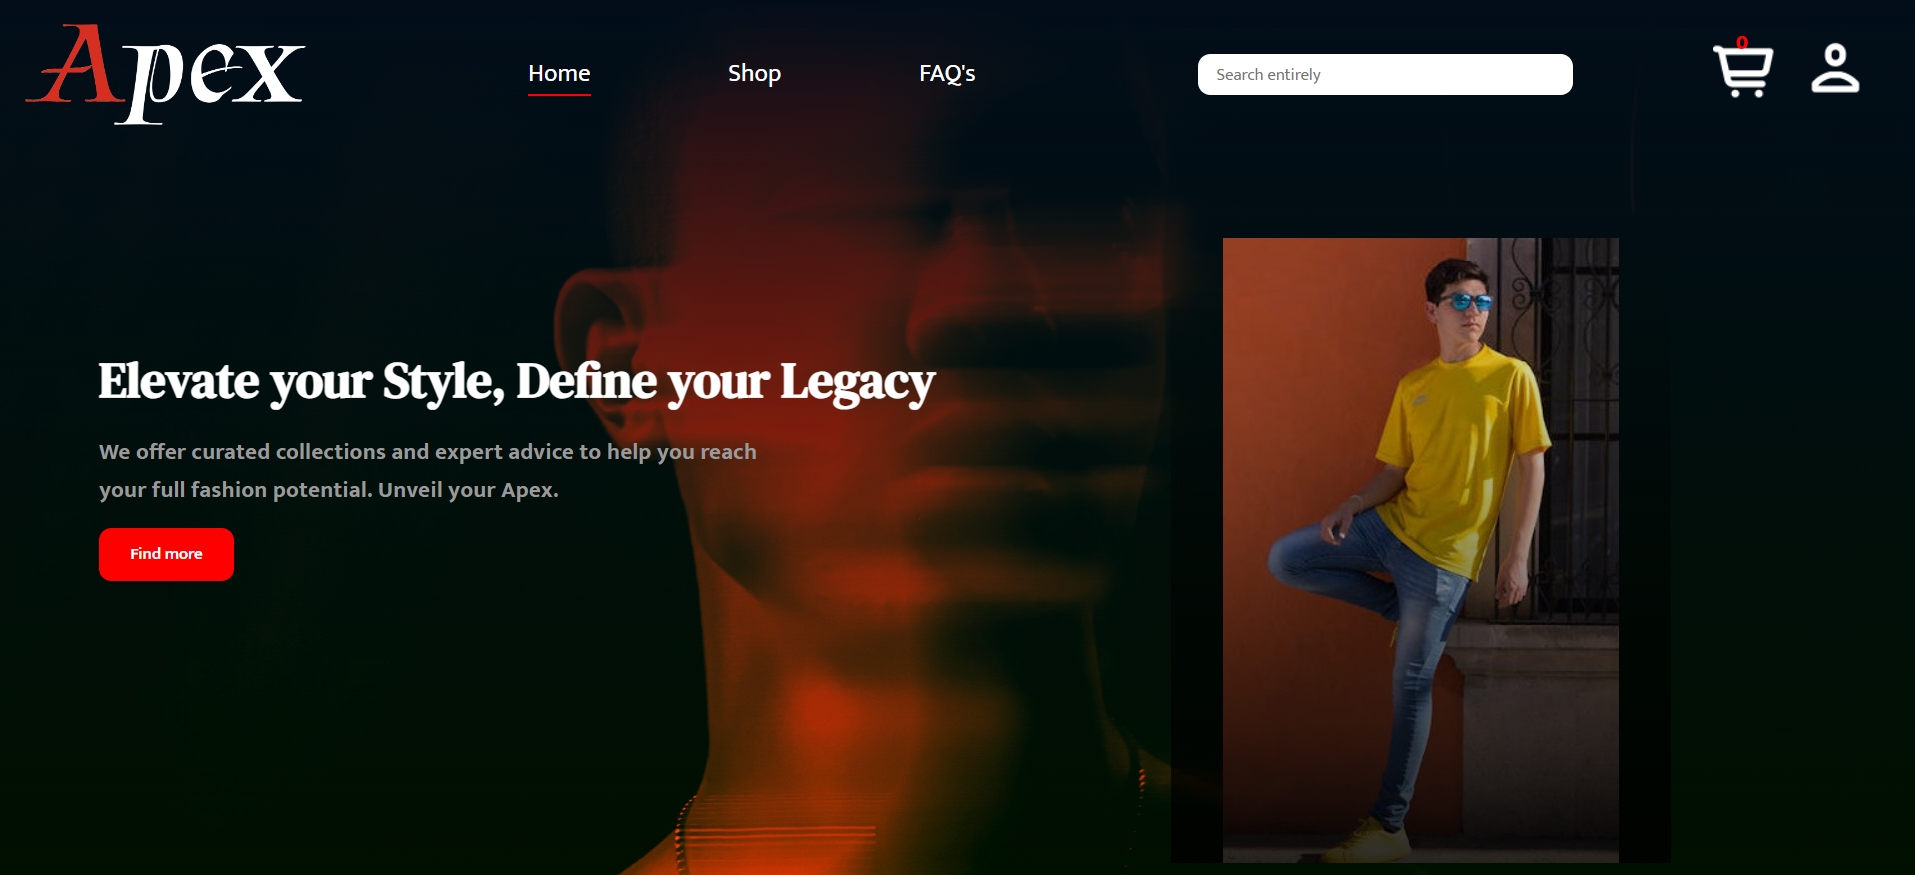 Apex
Home
Shop
FAQ's
Search entirely
0
Elevate your Style, Define your Legacy
We offer curated collections and expert advice to help you reach
your full fashion potential. Unveil your Apex.
Find more